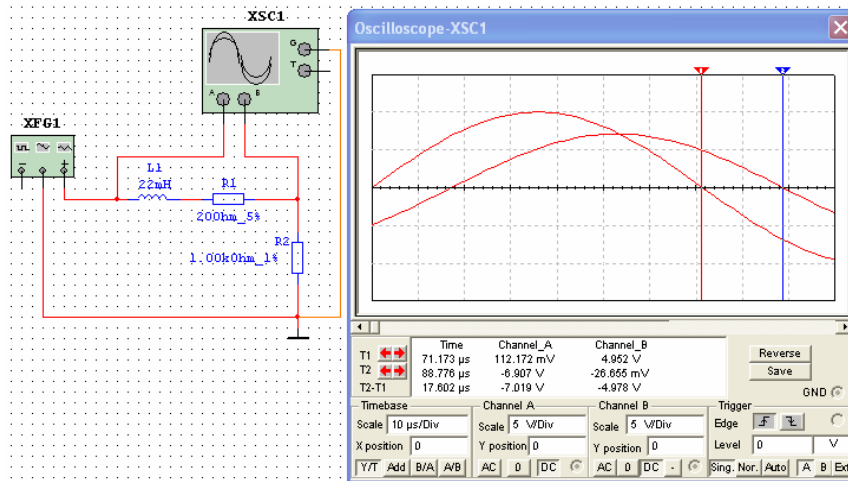 XSC1
G
T
A B
XFG1
L1
22mH
R1
20Ohm_5%
R2
1.00kOhm_1%
Oscilloscope-XSC1
1 2
Time Channel_A Channel_B
T1 71.173 µs 112.172 mV 4.952 V
T2 88.776 µs -6.907 V -26.655 mV
T2-T1 17.602 µs -7.019 V -4.978 V
Reverse
Save
GND
Timebase Channel A Channel B Trigger
Scale 10 µs/Div Scale 5 V/Div Scale 5 V/Div Edge
X position 0 Y position 0 Y position 0 Level 0 V
Y/T Add B/A A/B AC 0 DC AC 0 DC - Sing. Nor. Auto A B Ext